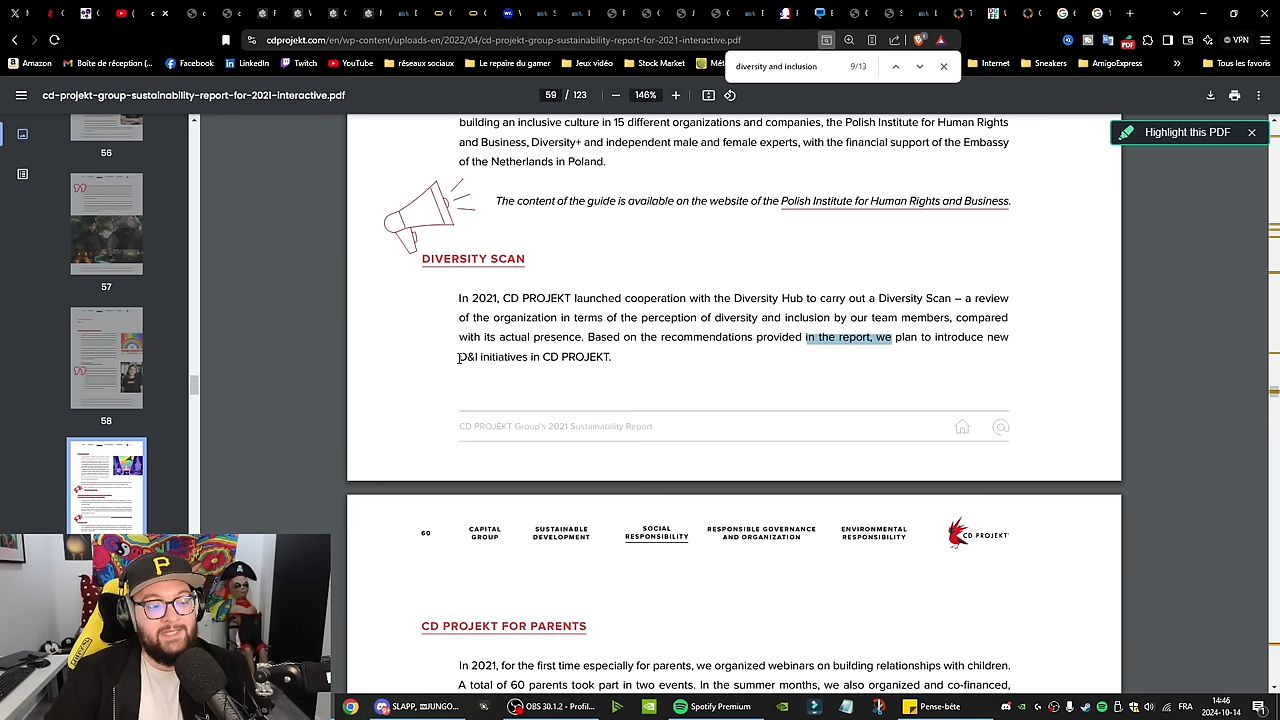 cdprojekt.com/en/wp-content/uploads-en/2022/04/cd-projekt-group-sustainability-report-for-2021-interactive.pdf
VPN
Amazon
Boîte de réception (...
Facebook
LinkedIn
Twitch
YouTube
réseaux sociaux
Le repaire du gamer
Jeux vidéo
Stock Market
diversity and inclusion
9/13
Internet
Sneakers
AmigoExpress
Tous les favoris
cd-projekt-group-sustainability-report-for-2021-interactive.pdf
59 / 123
146%
Highlight this PDF
56
57
58
building an inclusive culture in 15 different organizations and companies, the Polish Institute for Human Rights
and Business, Diversity+ and independent male and female experts, with the financial support of the Embassy
of the Netherlands in Poland.
The content of the guide is available on the website of the Polish Institute for Human Rights and Business.
DIVERSITY SCAN
In 2021, CD PROJEKT launched cooperation with the Diversity Hub to carry out a Diversity Scan – a review
of the organization in terms of the perception of diversity and inclusion by our team members, compared
with its actual presence. Based on the recommendations provided in the report, we plan to introduce new
D&I initiatives in CD PROJEKT.
CD PROJEKT Group's 2021 Sustainability Report
60
CAPITAL
GROUP
SUSTAINABLE
DEVELOPMENT
SOCIAL
RESPONSIBILITY
RESPONSIBLE GOVERNANCE
AND ORGANIZATION
ENVIRONMENTAL
RESPONSIBILITY
CD PROJEKT
CD PROJEKT FOR PARENTS
In 2021, for the first time especially for parents, we organized webinars on building relationships with children.
A total of 60 parents took part in two events. In the summer months, we also organized and co-financed,
P
OBS 30.2.2 - Profil...
Spotify Premium
Pense-bête
FRA
14:46
2024-10-14